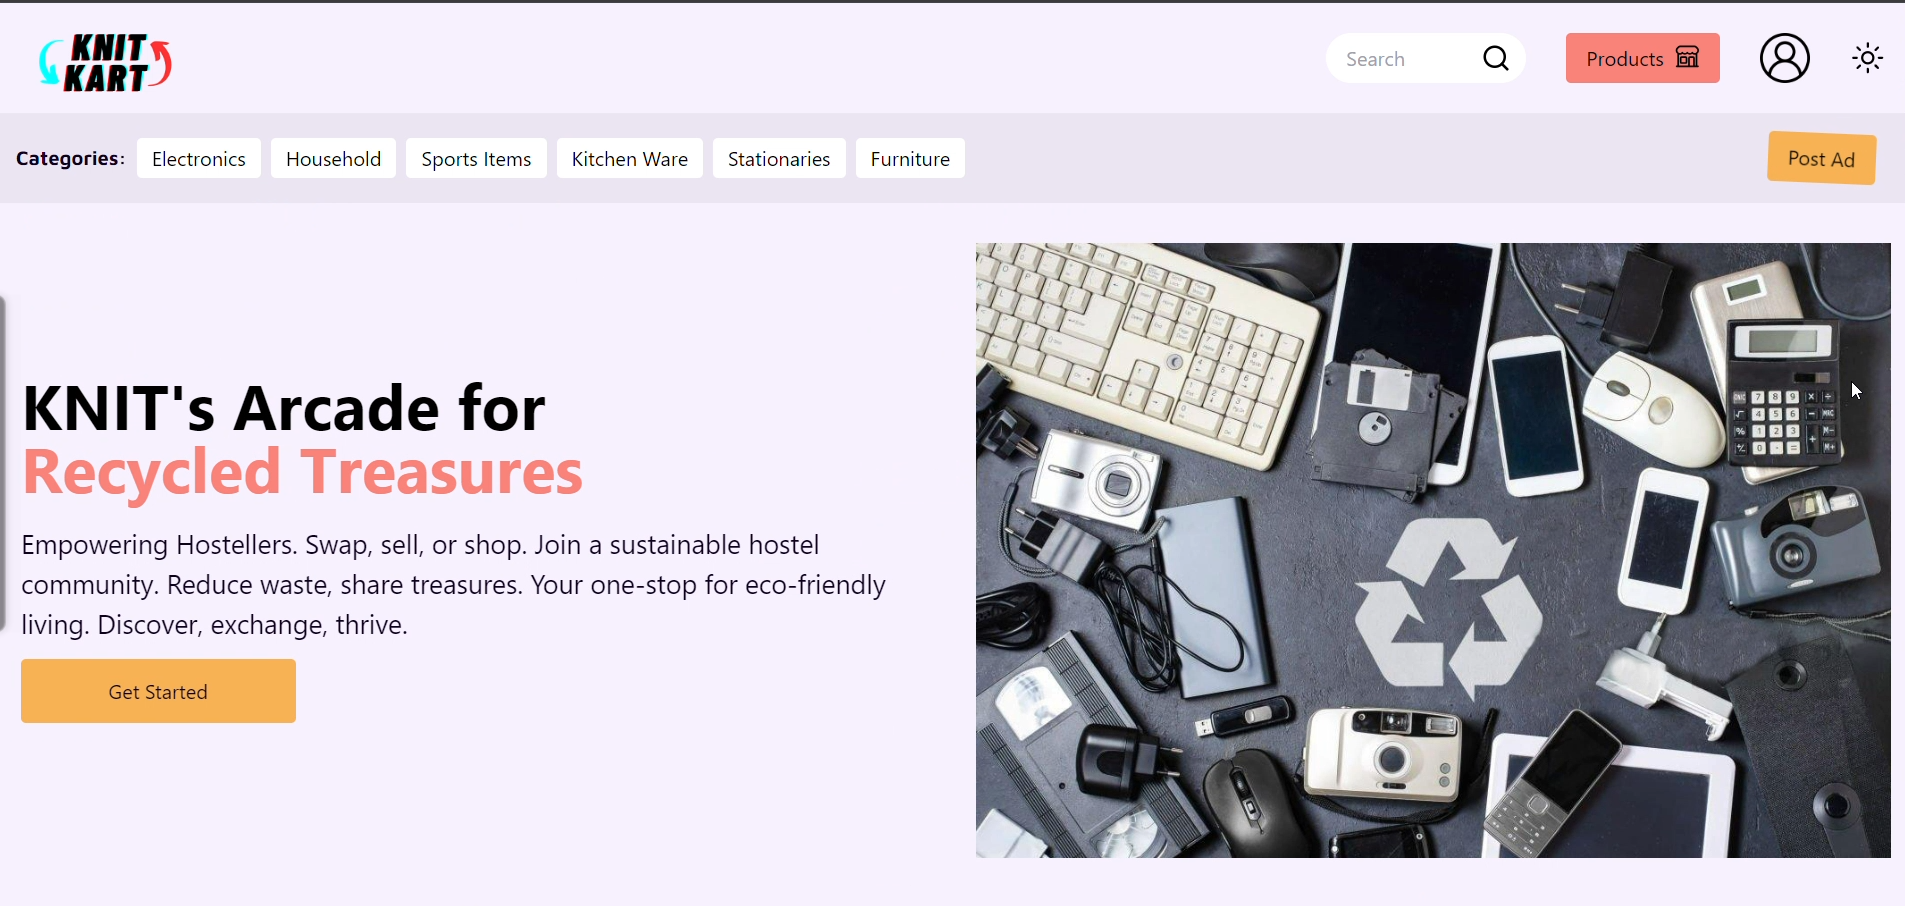 KNIT
KART
Search
Products
Categories:
Electronics
Household
Sports Items
Kitchen Ware
Stationaries
Furniture
Post Ad
KNIT's Arcade for
Recycled Treasures
Empowering Hostellers. Swap, sell, or shop. Join a sustainable hostel
community. Reduce waste, share treasures. Your one-stop for eco-friendly
living. Discover, exchange, thrive.
Get Started